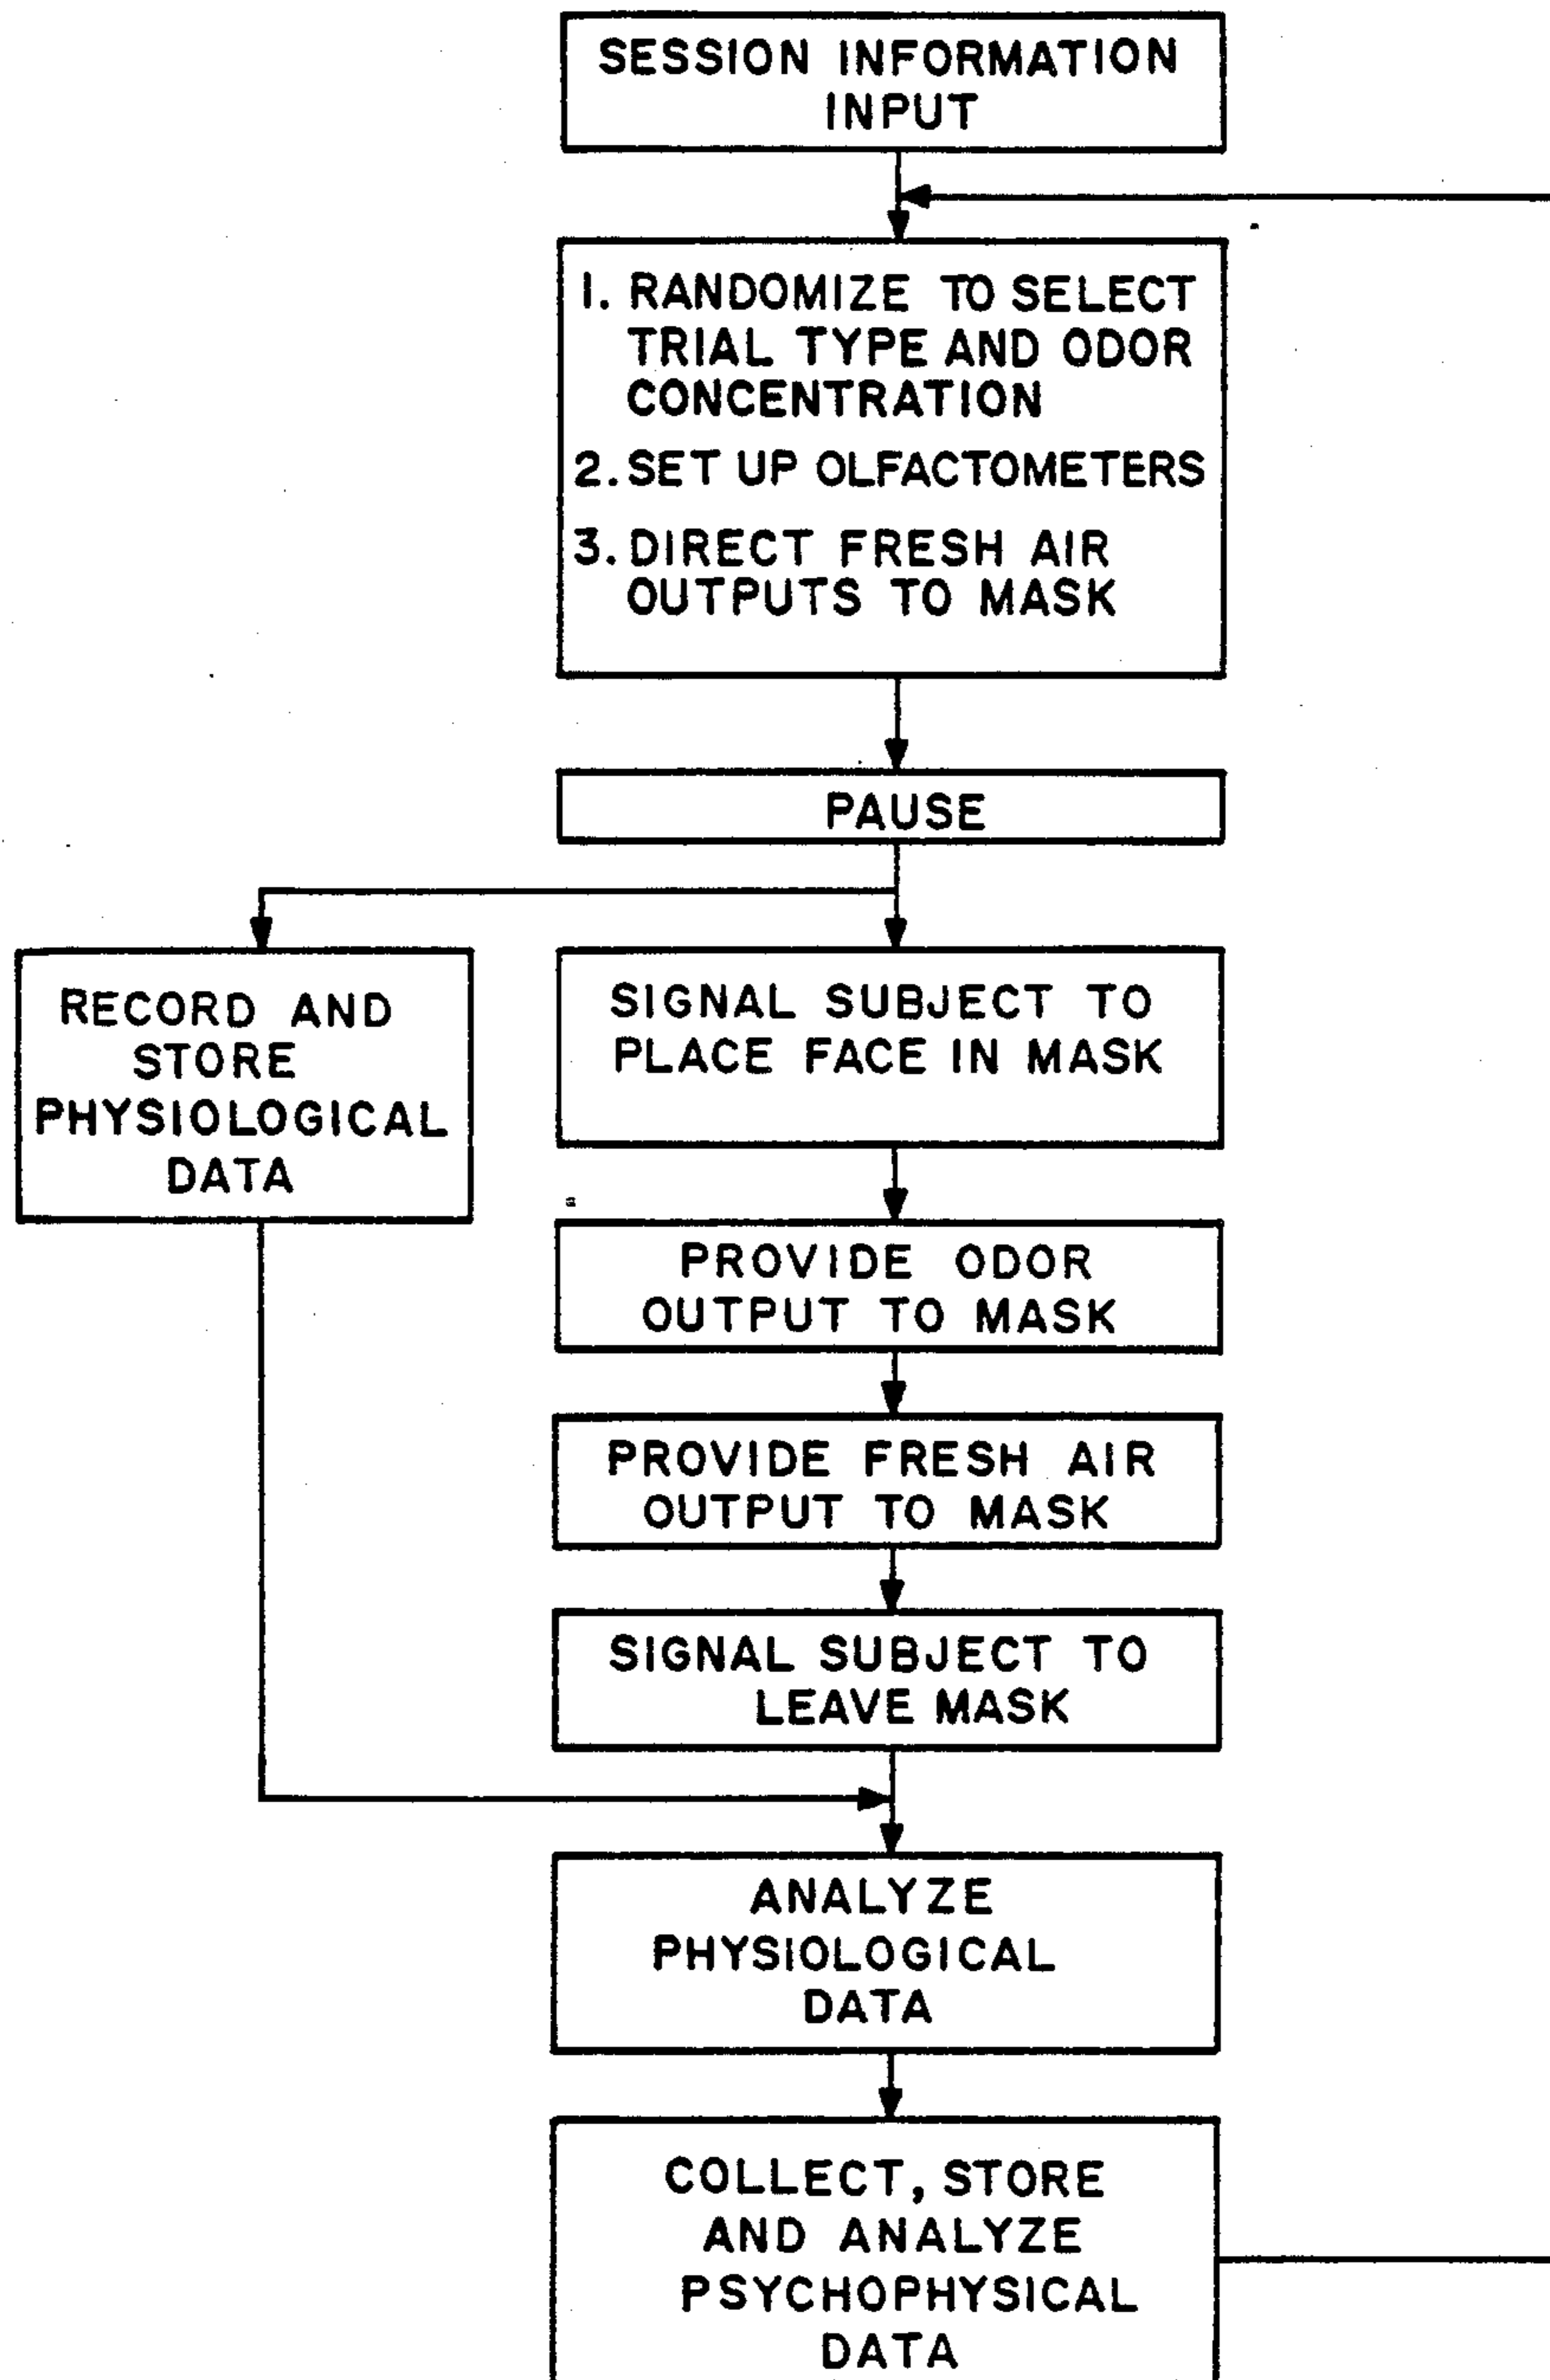 SESSION INFORMATION
INPUT
1. RANDOMIZE TO SELECT
TRIAL TYPE AND ODOR
CONCENTRATION
2. SET UP OLFACTOMETERS
3. DIRECT FRESH AIR
OUTPUTS TO MASK
PAUSE
RECORD AND
STORE
PHYSIOLOGICAL
DATA
SIGNAL SUBJECT TO
PLACE FACE IN MASK
PROVIDE ODOR
OUTPUT TO MASK
PROVIDE FRESH AIR
OUTPUT TO MASK
SIGNAL SUBJECT TO
LEAVE MASK
ANALYZE
PHYSIOLOGICAL
DATA
COLLECT, STORE
AND ANALYZE
PSYCHOPHYSICAL
DATA